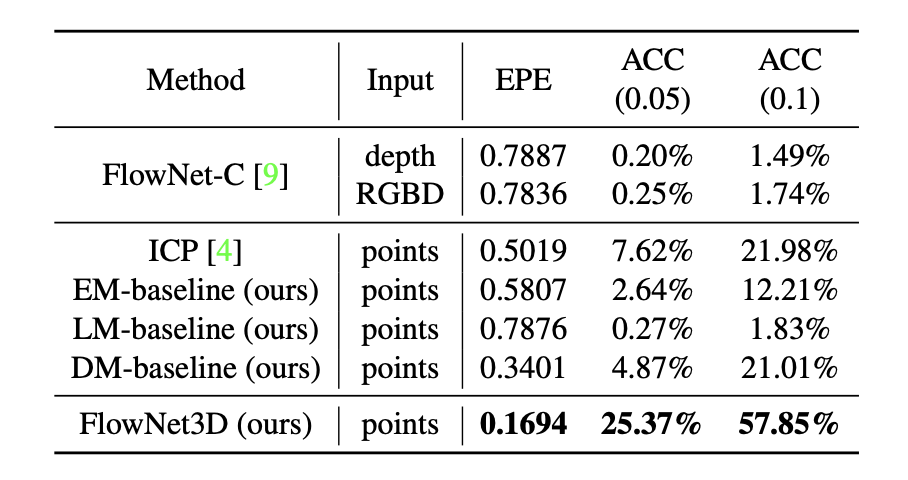 Method Input EPE ACC (0.05) ACC (0.1)
FlowNet-C [9] depth 0.7887 0.20% 1.49%
RGBD 0.7836 0.25% 1.74%
ICP [4] points 0.5019 7.62% 21.98%
EM-baseline (ours) points 0.5807 2.64% 12.21%
LM-baseline (ours) points 0.7876 0.27% 1.83%
DM-baseline (ours) points 0.3401 4.87% 21.01%
FlowNet3D (ours) points 0.1694 25.37% 57.85%